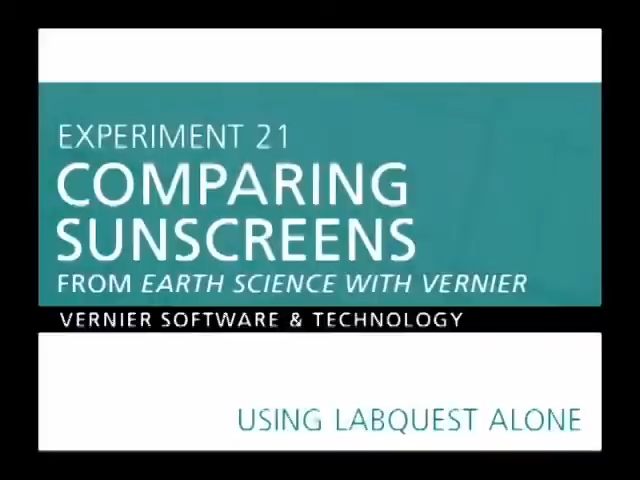 EXPERIMENT 21
COMPARING
SUNSCREENS
FROM EARTH SCIENCE WITH VERNIER
VERNIER SOFTWARE & TECHNOLOGY
USING LABQUEST ALONE